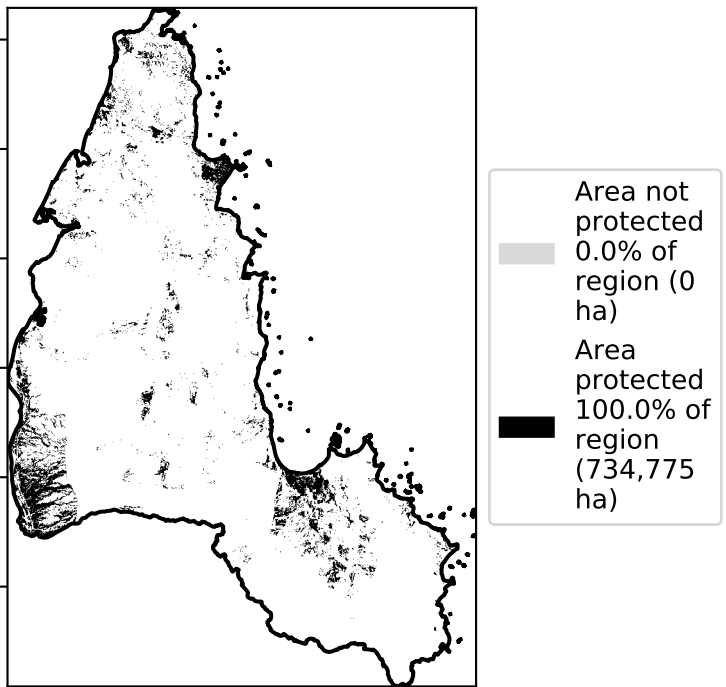 Area not
protected
0.0% of
region (0
ha)
Area
protected
100.0% of
region
(734,775
ha)